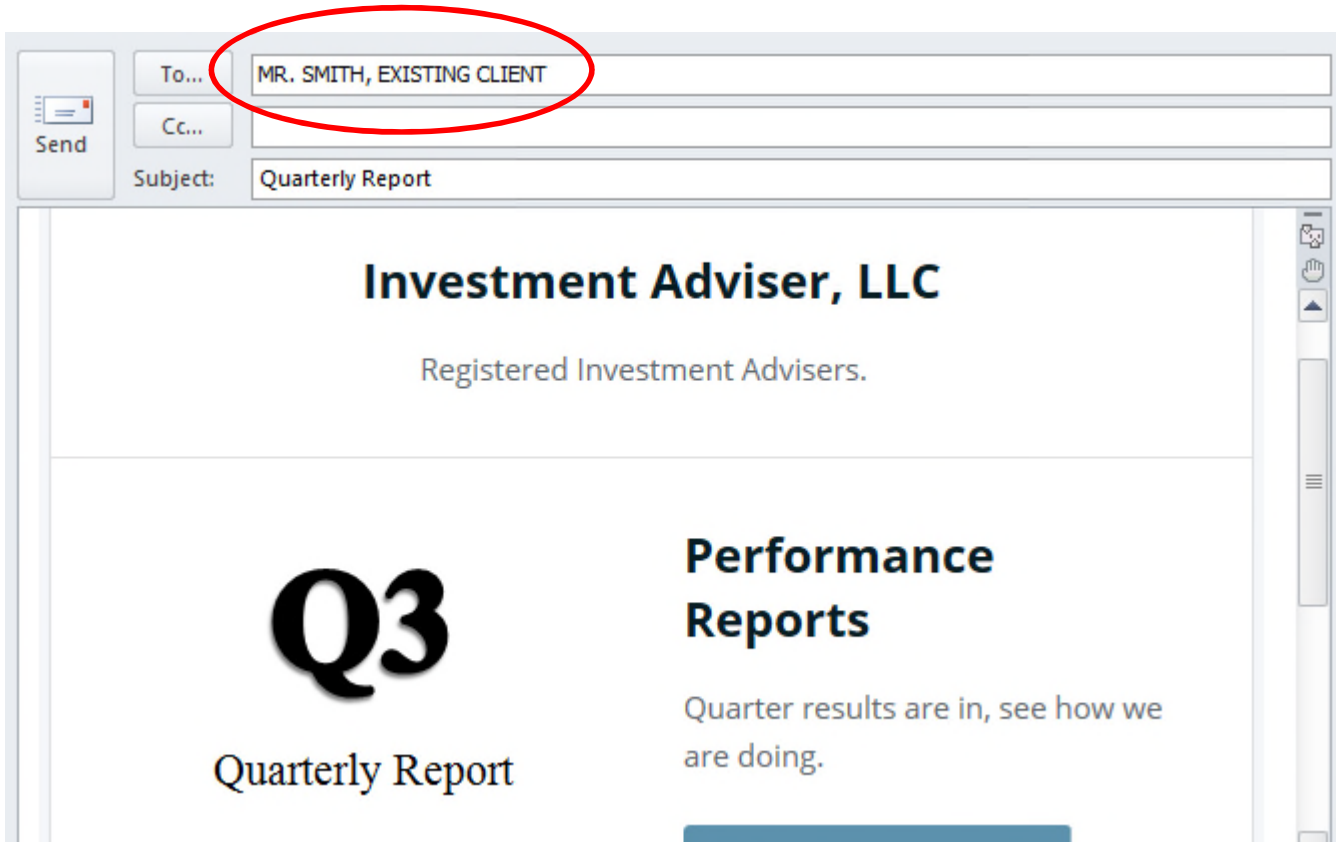 To...
MR. SMITH, EXISTING CLIENT
Cc...
Send
Subject:
Quarterly Report
Investment Adviser, LLC
Registered Investment Advisers.
Q3
Quarterly Report
Performance
Reports
Quarter results are in, see how we
are doing.